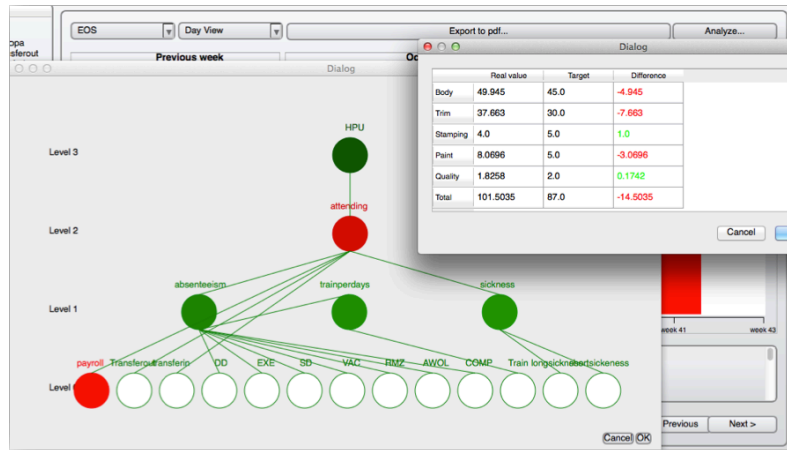 EOS
Day View
Export to pdf...
Analyze...
opa
sferout
Previous week
Oc
Dialog
Dialog
Real value Target Difference
Body 49.945 45.0 -4.945
Trim 37.663 30.0 -7.663
Stamping 4.0 5.0 1.0
Paint 8.0696 5.0 -3.0696
Quality 1.8258 2.0 0.1742
Total 101.5035 87.0 -14.5035
Cancel
HPU
Level 3
attending
Level 2
absenteeism trainperdays sickness
Level 1
week 41 week 43
payroll Transferout transferin OD EXE SD VAC RMZ AWOL COMP Train
Level
Previous
Next >
Cancel OK